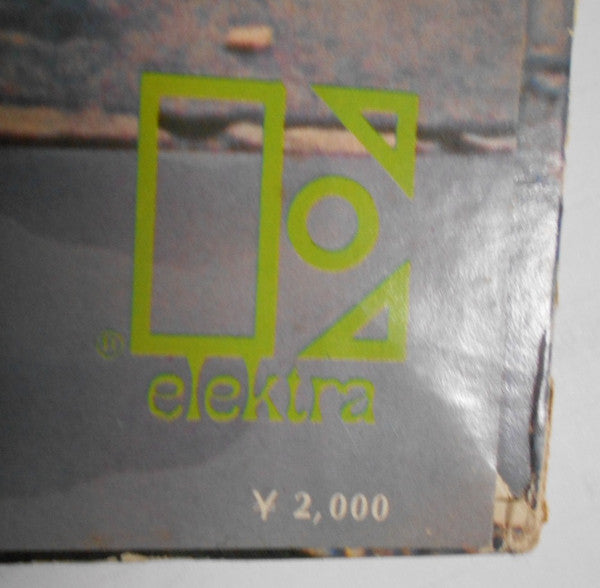 ®
elektra
¥ 2,000